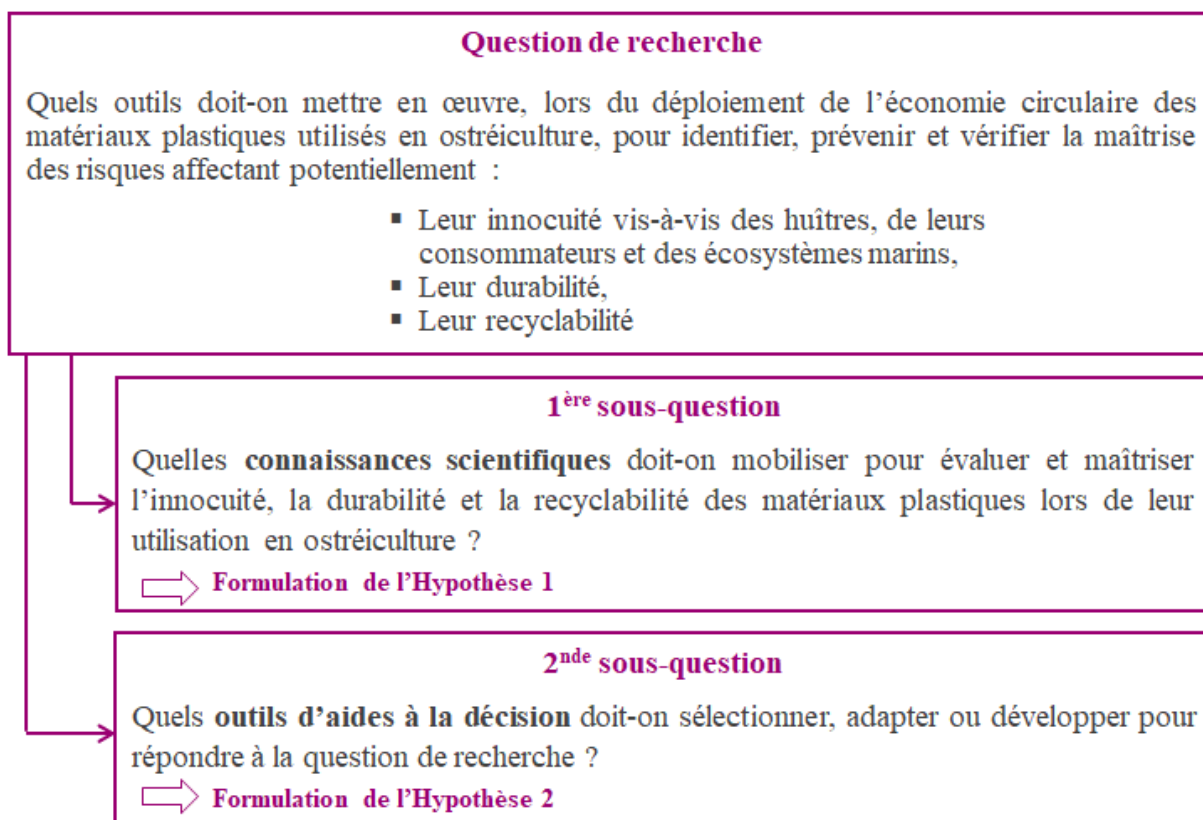 Question de recherche
Quels outils doit-on mettre en œuvre, lors du déploiement de l’économie circulaire des
matériaux plastiques utilisés en ostréiculture, pour identifier, prévenir et vérifier la maîtrise
des risques affectant potentiellement :
▪ Leur innocuité vis-à-vis des huîtres, de leurs
consommateurs et des écosystèmes marins,
▪ Leur durabilité,
▪ Leur recyclabilité
1ère sous-question
Quelles connaissances scientifiques doit-on mobiliser pour évaluer et maîtriser
l’innocuité, la durabilité et la recyclabilité des matériaux plastiques lors de leur
utilisation en ostréiculture ?
Formulation de l’Hypothèse 1
2nde sous-question
Quels outils d’aides à la décision doit-on sélectionner, adapter ou développer pour
répondre à la question de recherche ?
Formulation de l’Hypothèse 2